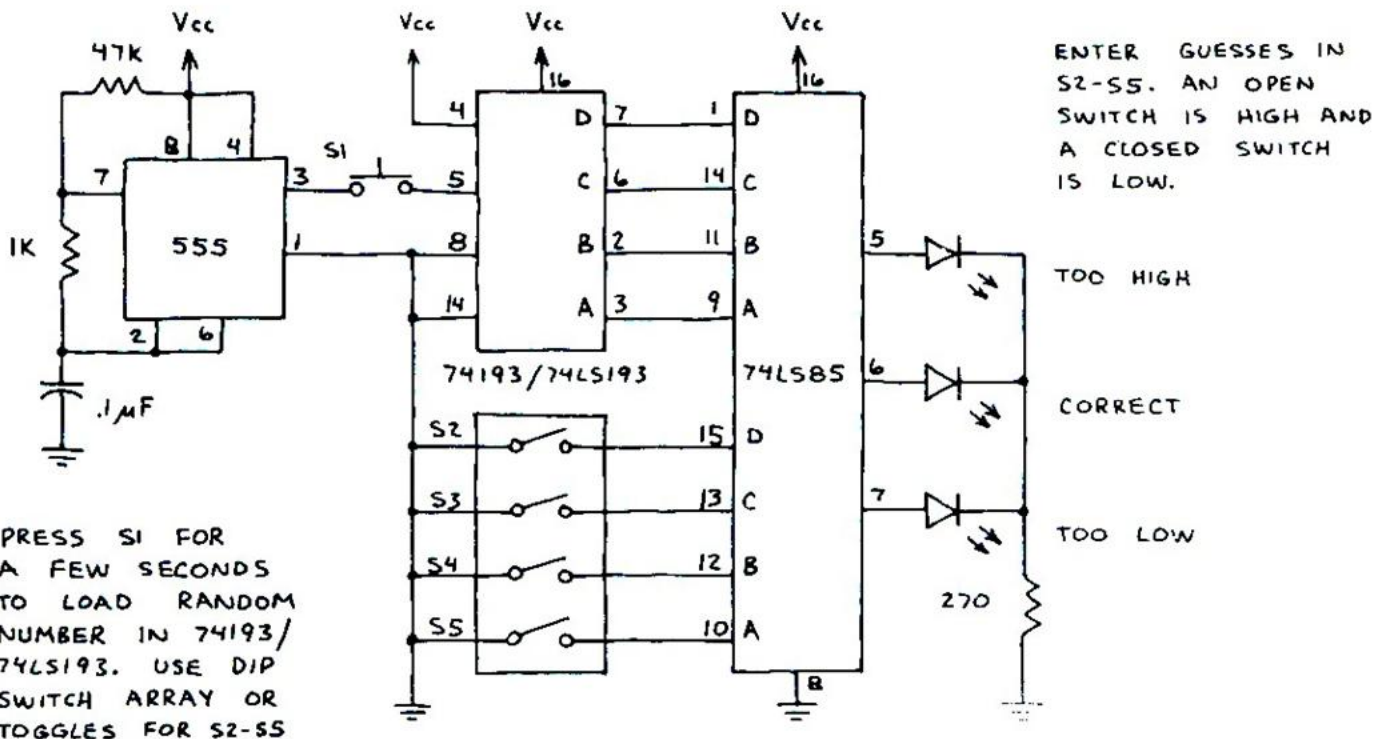 Vcc
Vcc
Vcc
Vcc
47K
ENTER GUESSES IN
S2-S5. AN OPEN
SWITCH IS HIGH AND
A CLOSED SWITCH
IS LOW.
16
16
4
D
7
1
D
8
4
S1
7
3
5
C
6
14
C
1K
555
1
8
B
2
11
B
5
TOO HIGH
14
A
3
9
A
2
6
74193/74LS193
74LS85
6
.1µF
CORRECT
S2
15
D
S3
13
C
7
TOO LOW
S4
12
B
270
S5
10
A
8
PRESS S1 FOR
A FEW SECONDS
TO LOAD RANDOM
NUMBER IN 74193/
74LS193. USE DIP
SWITCH ARRAY OR
TOGGLES FOR S2-S5